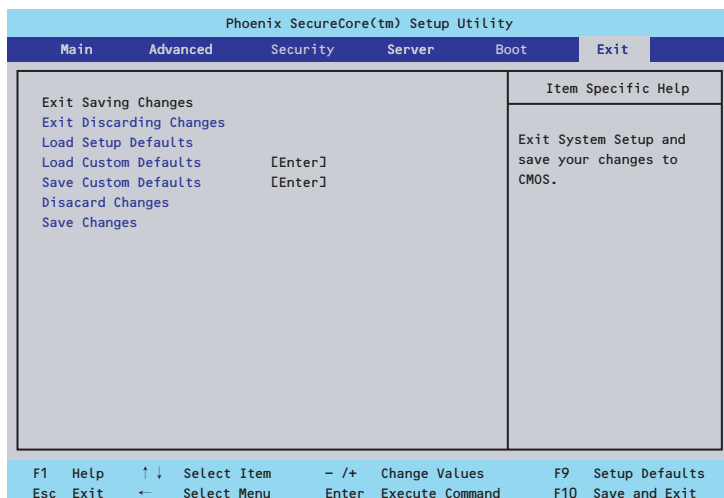 Phoenix SecureCore(tm) Setup Utility
Main Advanced Security Server Boot Exit
Item Specific Help
Exit Saving Changes
Exit Discarding Changes
Load Setup Defaults
Load Custom Defaults [Enter]
Save Custom Defaults [Enter]
Disacard Changes
Save Changes
Exit System Setup and
save your changes to
CMOS.
F1 Help ↑↓ Select Item - /+ Change Values F9 Setup Defaults
Esc Exit ← Select Menu Enter Execute Command F10 Save and Exit